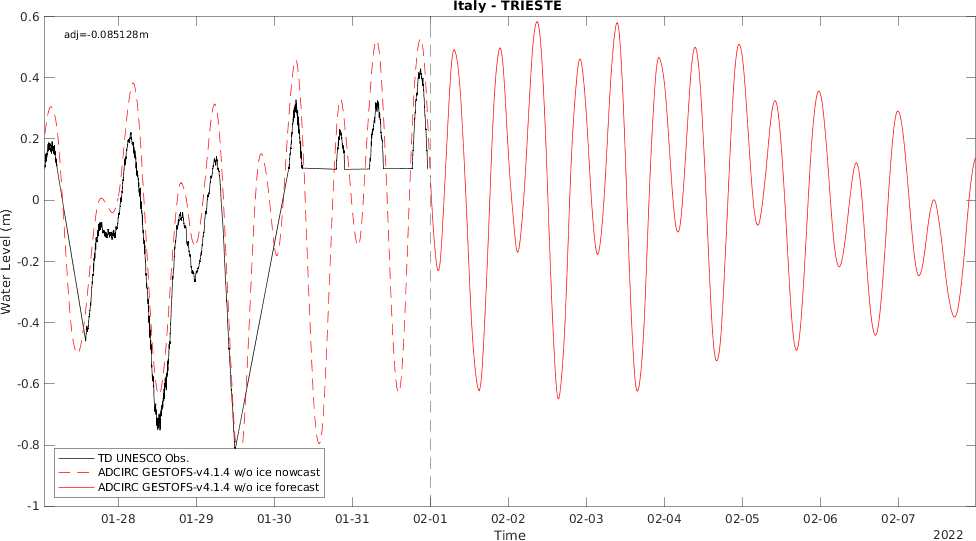 Italy - TRIESTE
adj=-0.085128m
0.6
0.4
0.2
0
-0.2
-0.4
-0.6
-0.8
-1
Water Level (m)
TD UNESCO Obs.
ADCIRC GESTOFS-v4.1.4 w/o ice nowcast
ADCIRC GESTOFS-v4.1.4 w/o ice forecast
01-28 01-29 01-30 01-31 02-01 02-02 02-03 02-04 02-05 02-06 02-07
Time
2022